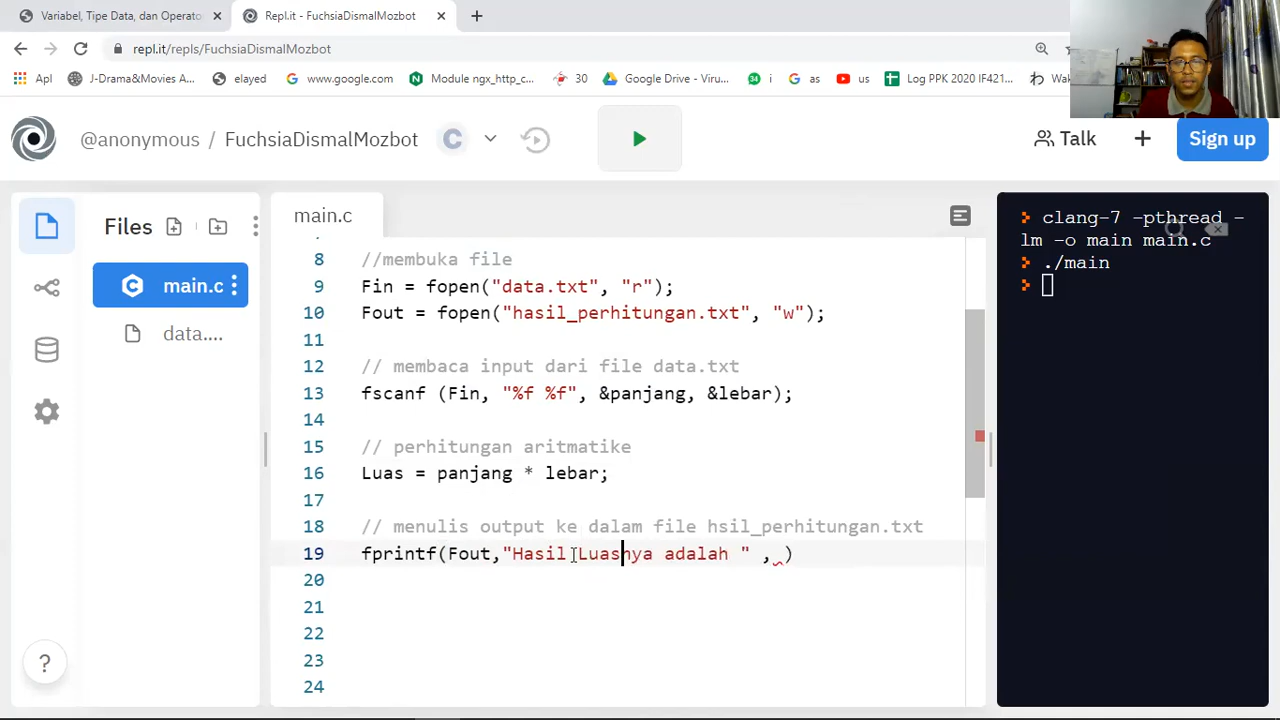 Variabel, Tipe Data, dan Operato
Repl.it - FuchsiaDismalMozbot
repl.it/repls/FuchsiaDismalMozbot
Apl
J-Drama&Movies A...
elayed
www.google.com
Module ngx_http_c...
30
Google Drive - Viru...
34 i
as
us
Log PPK 2020 IF421...
Wak
@anonymous / FuchsiaDismalMozbot
C
Talk
+
Sign up
Files
main.c
data....
main.c
8 //membuka file
9 Fin = fopen("data.txt", "r");
10 Fout = fopen("hasil_perhitungan.txt", "w");
11
12 // membaca input dari file data.txt
13 fscanf (Fin, "%f %f", &panjang, &lebar);
14
15 // perhitungan aritmatike
16 Luas = panjang * lebar;
17
18 // menulis output ke dalam file hsil_perhitungan.txt
19 fprintf(Fout,"Hasil Luasnya adalah " , )
20
21
22
23
24
clang-7 -pthread -
lm -o main main.c
./main
?